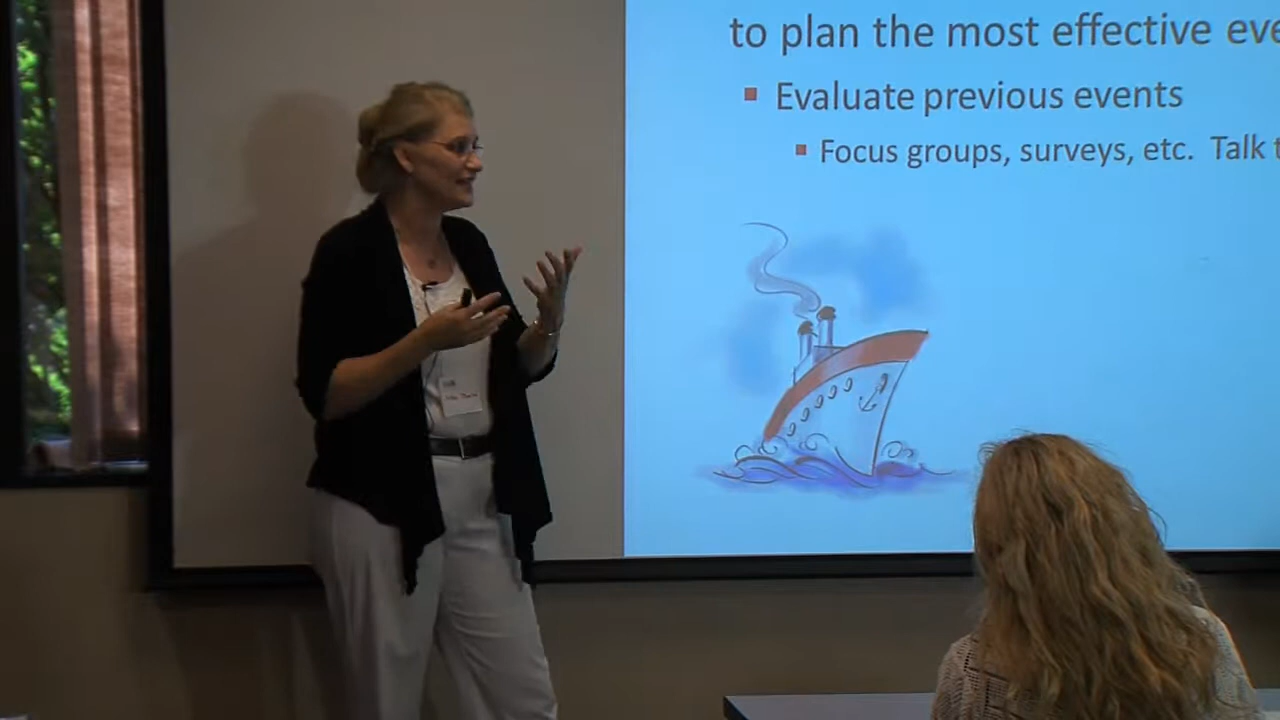 to plan the most effective eve
Evaluate previous events
Focus groups, surveys, etc. Talk t